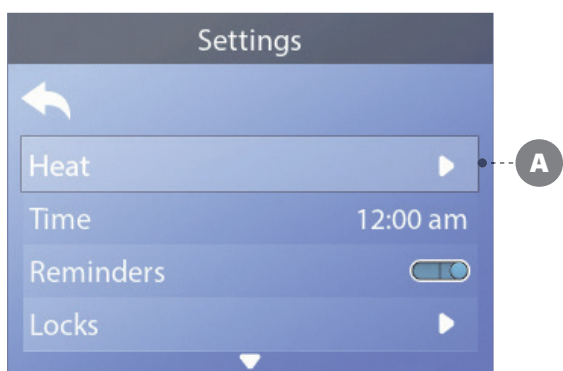 Settings
Heat
A
Time 12:00 am
Reminders
Locks